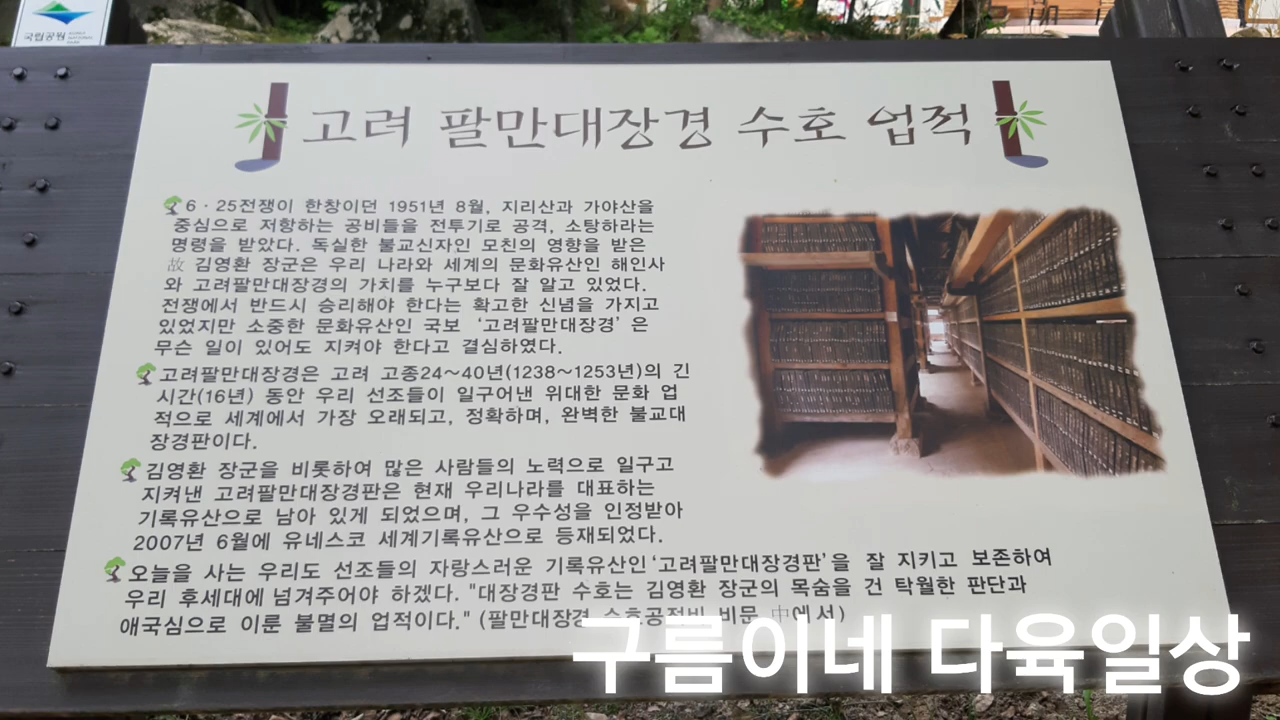 국립공원
KOREA NATIONAL PARK
고려 팔만대장경 수호 업적
6·25전쟁이 한창이던 1951년 8월, 지리산과 가야산을
중심으로 저항하는 공비들을 전투기로 공격, 소탕하라는
명령을 받았다. 독실한 불교신자인 모친의 영향을 받은
故 김영환 장군은 우리 나라와 세계의 문화유산인 해인사
와 고려팔만대장경의 가치를 누구보다 잘 알고 있었다.
전쟁에서 반드시 승리해야 한다는 확고한 신념을 가지고
있었지만 소중한 문화유산인 국보 ‘고려팔만대장경’은
무슨 일이 있어도 지켜야 한다고 결심하였다.
고려팔만대장경은 고려 고종24～40년(1238～1253년)의 긴
시간(16년) 동안 우리 선조들이 일구어낸 위대한 문화 업
적으로 세계에서 가장 오래되고, 정확하며, 완벽한 불교대
장경판이다.
김영환 장군을 비롯하여 많은 사람들의 노력으로 일구고
지켜낸 고려팔만대장경판은 현재 우리나라를 대표하는
기록유산으로 남아 있게 되었으며, 그 우수성을 인정받아
2007년 6월에 유네스코 세계기록유산으로 등재되었다.
오늘을 사는 우리도 선조들의 자랑스러운 기록유산인 ‘고려팔만대장경판’을 잘 지키고 보존하여
우리 후세대에 넘겨주어야 하겠다. "대장경판 수호는 김영환 장군의 목숨을 건 탁월한 판단과
애국심으로 이룬 불멸의 업적이다." (팔만대장경 수호공적비 비문 中에서)
구름이네 다육일상